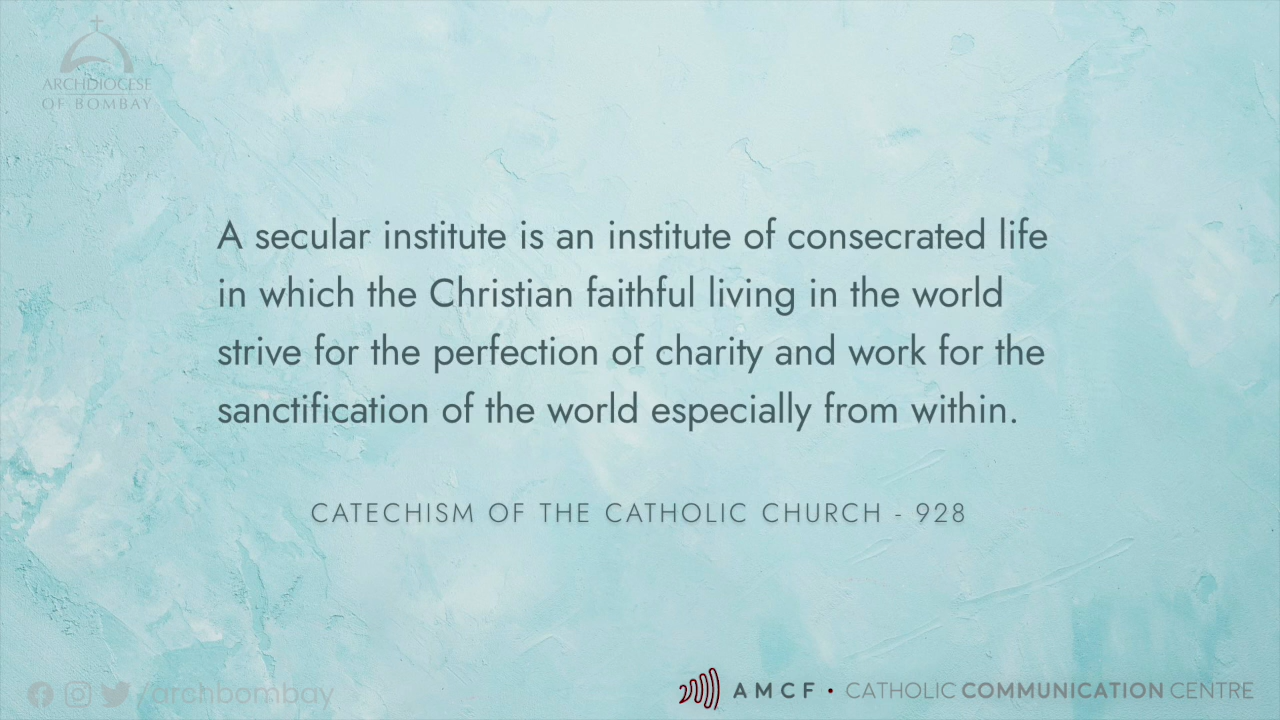 ARCHDIOCESE
OF BOMBAY
A secular institute is an institute of consecrated life
in which the Christian faithful living in the world
strive for the perfection of charity and work for the
sanctification of the world especially from within.
CATECHISM OF THE CATHOLIC CHURCH - 928
/archbombay
AMCF • CATHOLIC COMMUNICATION CENTRE